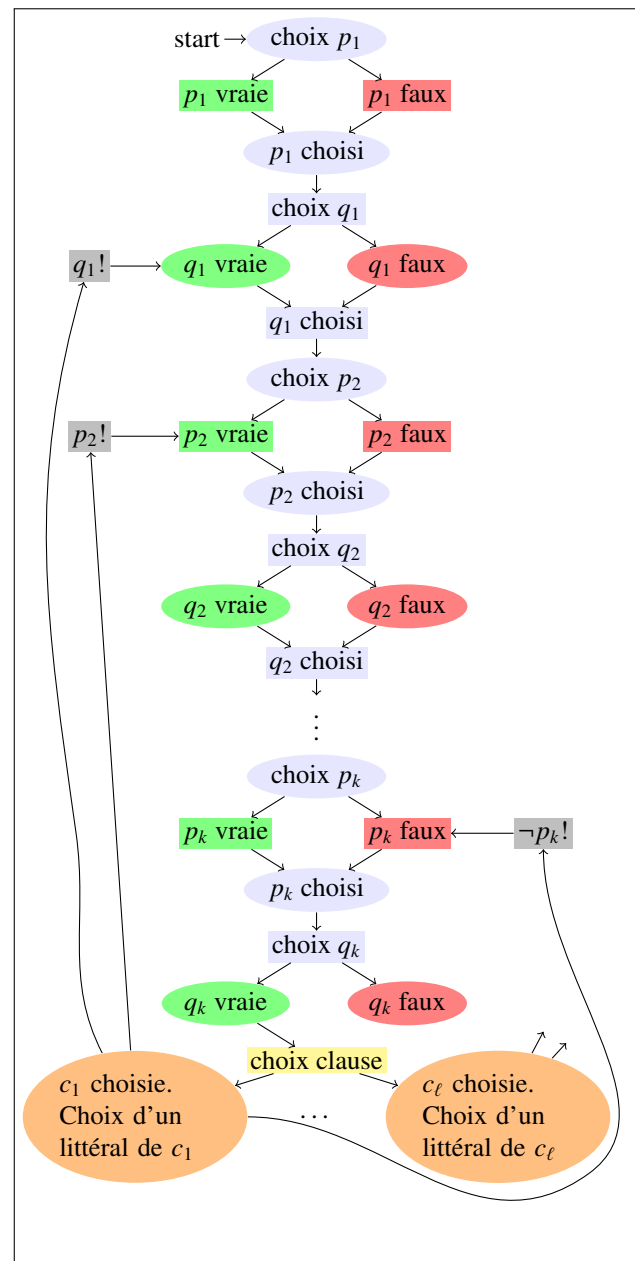 start choix p₁
p₁ vraie p₁ faux
p₁ choisi
choix q₁
q₁! q₁ vraie q₁ faux
q₁ choisi
choix p₂
p₂! p₂ vraie p₂ faux
p₂ choisi
choix q₂
q₂ vraie q₂ faux
q₂ choisi
⋮
choix pₖ
pₖ vraie pₖ faux ¬pₖ!
pₖ choisi
choix qₖ
qₖ vraie qₖ faux
choix clause
c₁ choisie.
Choix d'un
littéral de c₁
...
c_ℓ choisie.
Choix d'un
littéral de c_ℓ